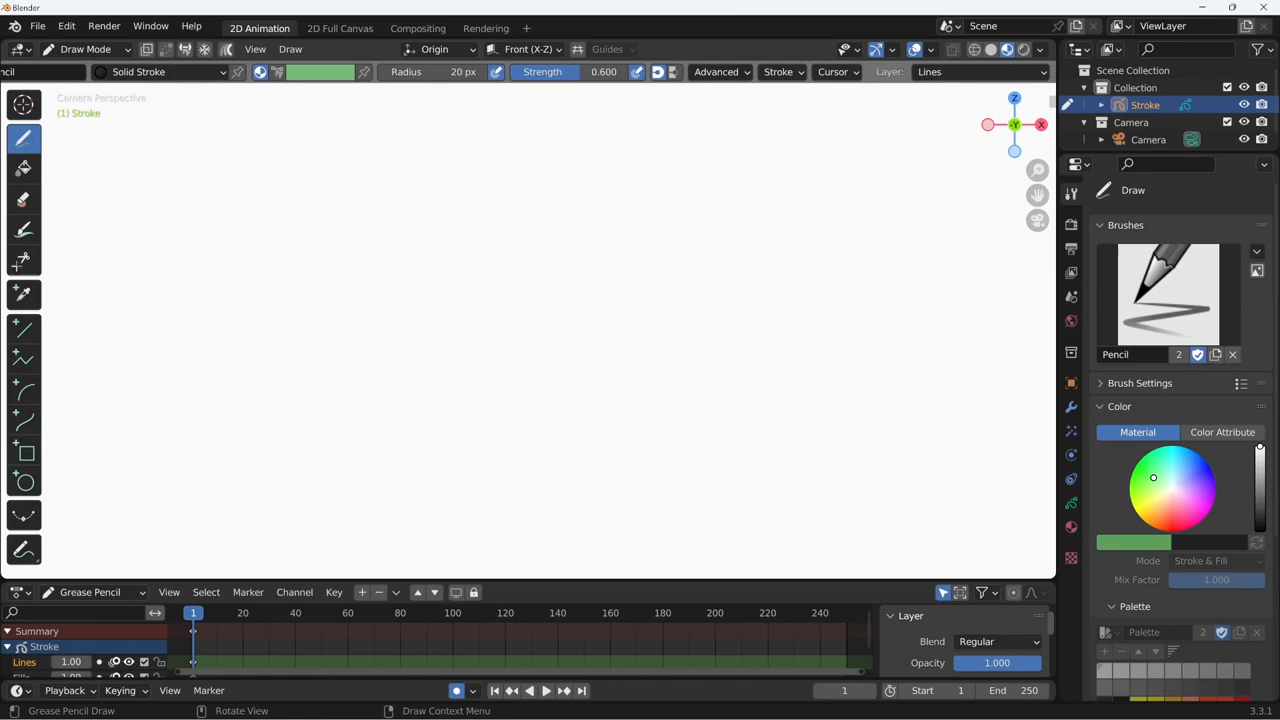 Blender
File Edit Render Window Help 2D Animation 2D Full Canvas Compositing Rendering + Scene ViewLayer
Draw Mode View Draw Origin Front (X-Z) Guides
ncil Solid Stroke Radius 20 px Strength 0.600 Advanced Stroke Cursor Layer: Lines
Camera Perspective
(1) Stroke
Z
-Y X
Scene Collection
Collection
Stroke
Camera
Camera
Draw
Brushes
Pencil 2
Brush Settings
Color
Material Color Attribute
Mode Stroke & Fill
Mix Factor 1.000
Palette
Palette 2
Grease Pencil View Select Marker Channel Key
1 20 40 60 80 100 120 140 160 180 200 220 240
Summary
Stroke
Lines 1.00
Fills
Layer
Blend Regular
Opacity 1.000
Playback Keying View Marker 1 Start 1 End 250
Grease Pencil Draw Rotate View Draw Context Menu 3.3.1